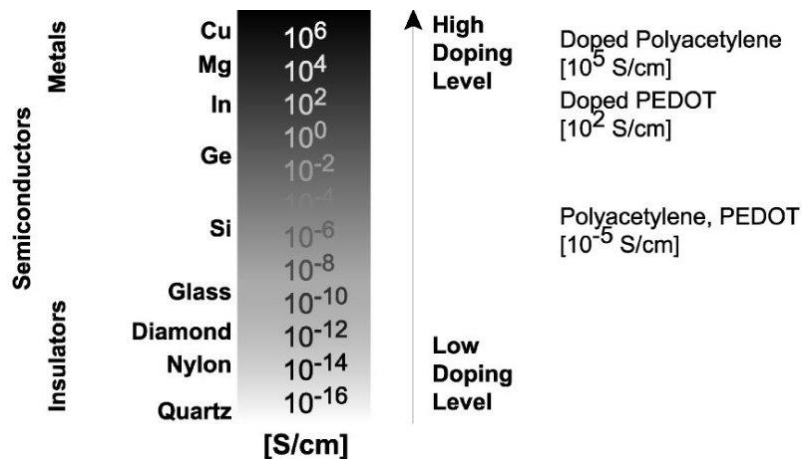 Semiconductors
Metals
Insulators
Cu
Mg
In
Ge
Si
Glass
Diamond
Nylon
Quartz
10^6
10^4
10^2
10^0
10^-2
10^-4
10^-6
10^-8
10^-10
10^-12
10^-14
10^-16
[S/cm]
High
Doping
Level
Low
Doping
Level
Doped Polyacetylene
[10^5 S/cm]
Doped PEDOT
[10^2 S/cm]
Polyacetylene, PEDOT
[10^-5 S/cm]